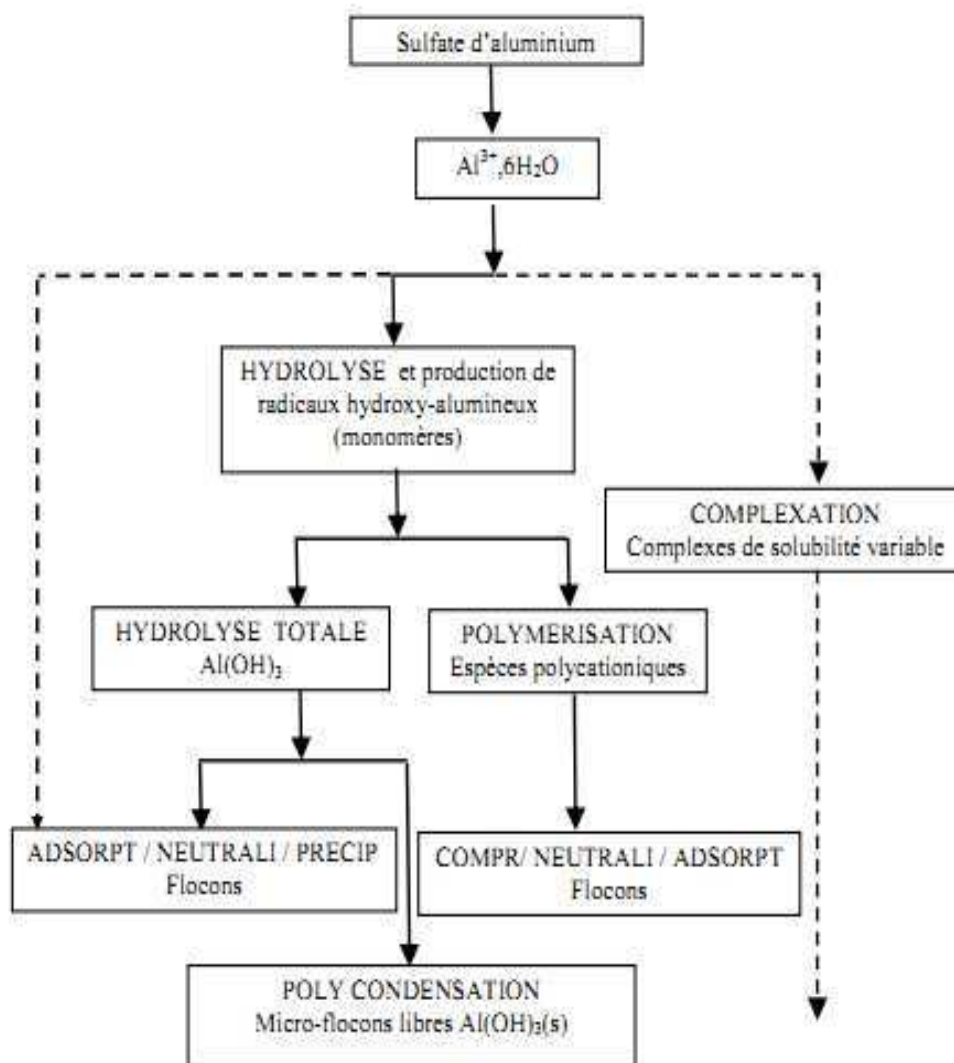 Sulfate d'aluminium
Al³⁺,6H₂O
HYDROLYSE et production de
radicaux hydroxy-alumineux
(monomères)
COMPLEXATION
Complexes de solubilité variable
HYDROLYSE TOTALE
Al(OH)₃
POLYMERISATION
Espèces polycationiques
ADSORPT / NEUTRALI / PRECIP
Flocons
COMPR/ NEUTRALI / ADSORPT
Flocons
POLY CONDENSATION
Micro-flocons libres Al(OH)₃(s)